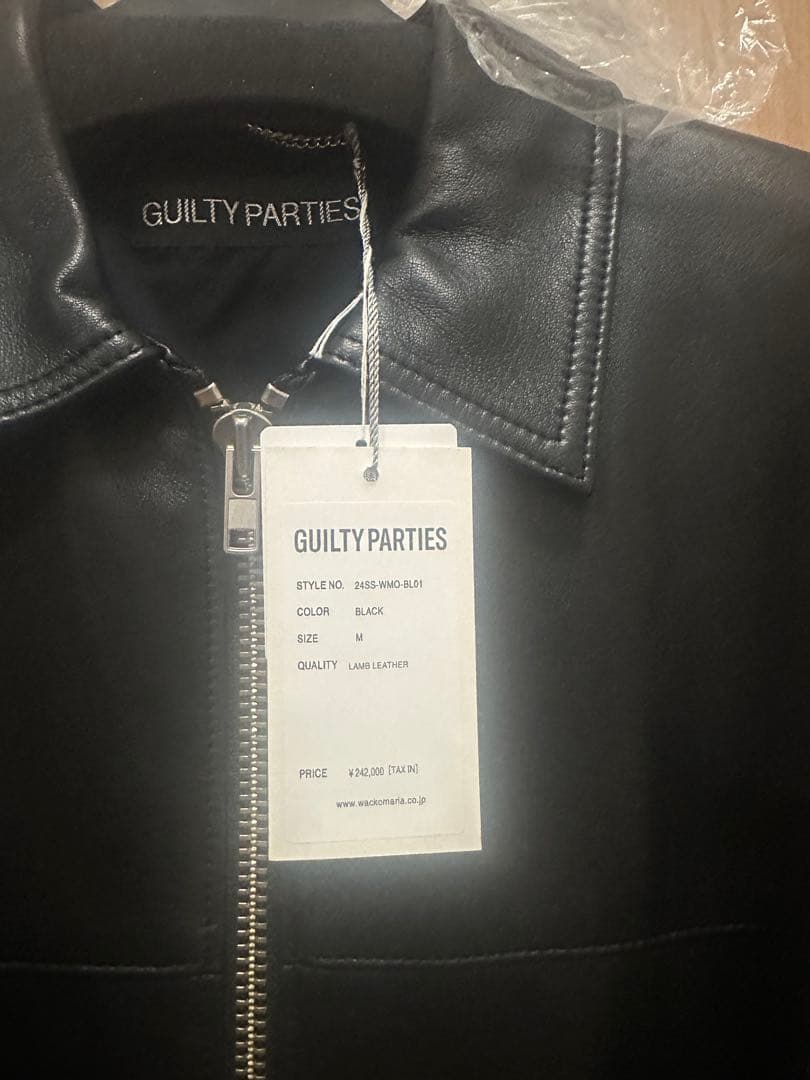 GUILTY PARTIES
GUILTY PARTIES
STYLE NO. 24SS-WMO-BL01
COLOR BLACK
SIZE M
QUALITY LAMB LEATHER
PRICE ¥242,000 [TAX IN]
www.wackomaria.co.jp